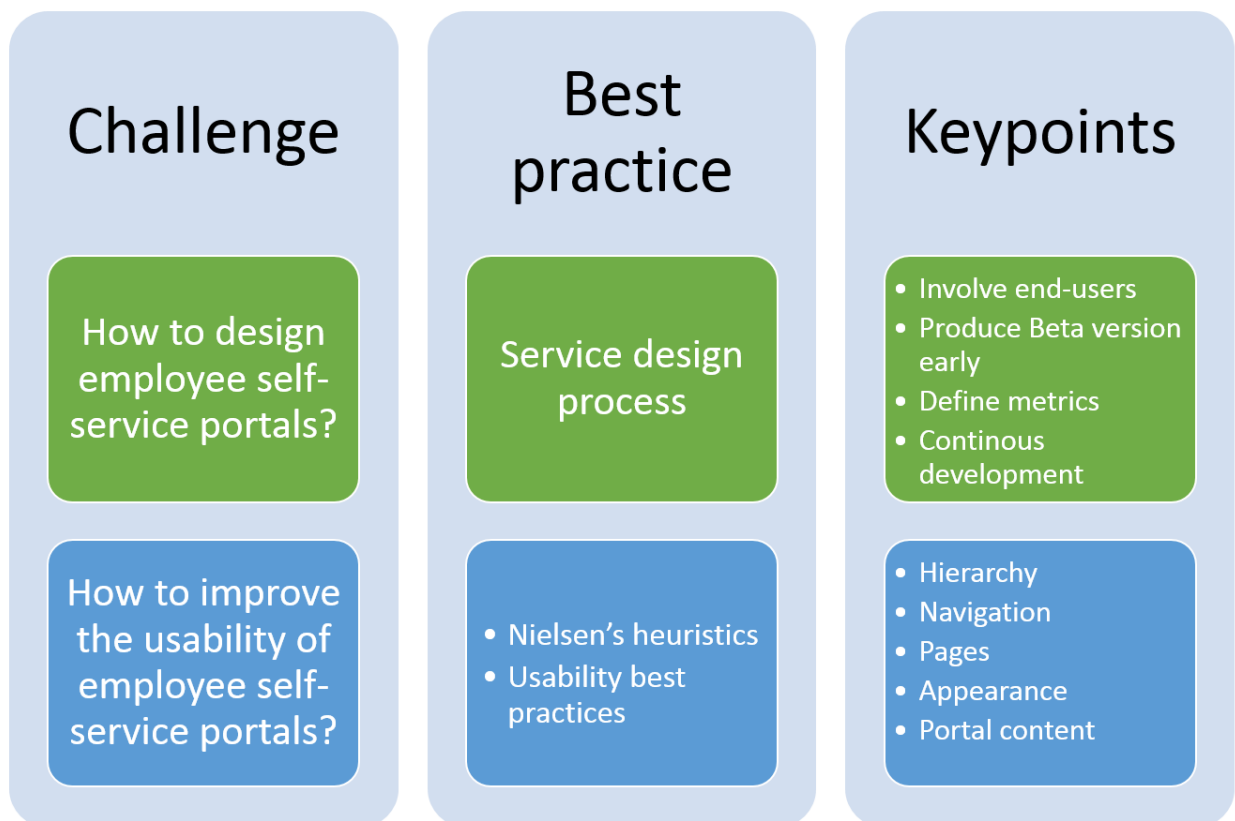 Challenge
How to design
employee self-
service portals?
How to improve
the usability of
employee self-
service portals?
Best
practice
Service design
process
• Nielsen’s heuristics
• Usability best
practices
Keypoints
• Involve end-users
• Produce Beta version
early
• Define metrics
• Continous
development
• Hierarchy
• Navigation
• Pages
• Appearance
• Portal content